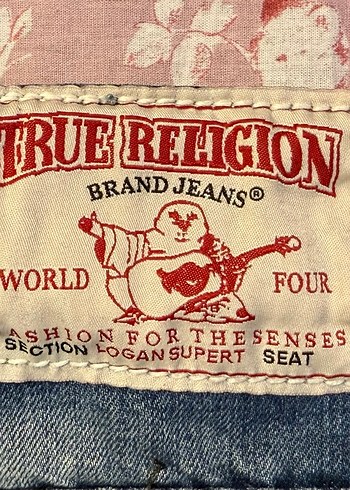 TRUE RELIGION
BRAND JEANS®
WORLD FOUR
ASHION FOR THE SENSES
SECTION LOGAN SUPERT SEAT